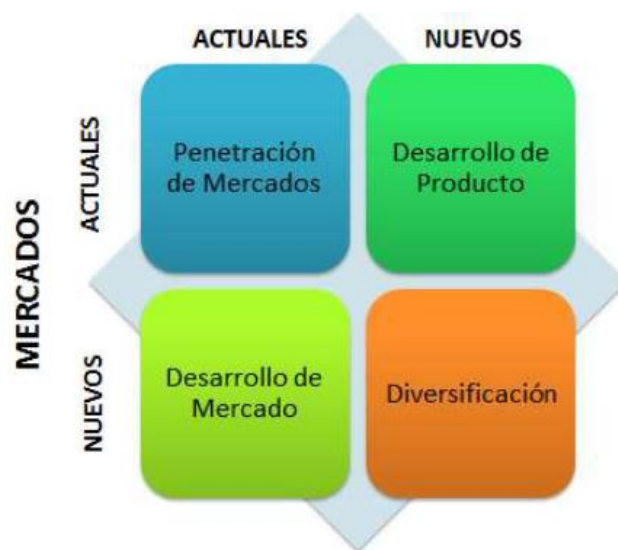 ACTUALES NUEVOS
MERCADOS
ACTUALES
Penetración
de Mercados
Desarrollo de
Producto
NUEVOS
Desarrollo de
Mercado
Diversificación